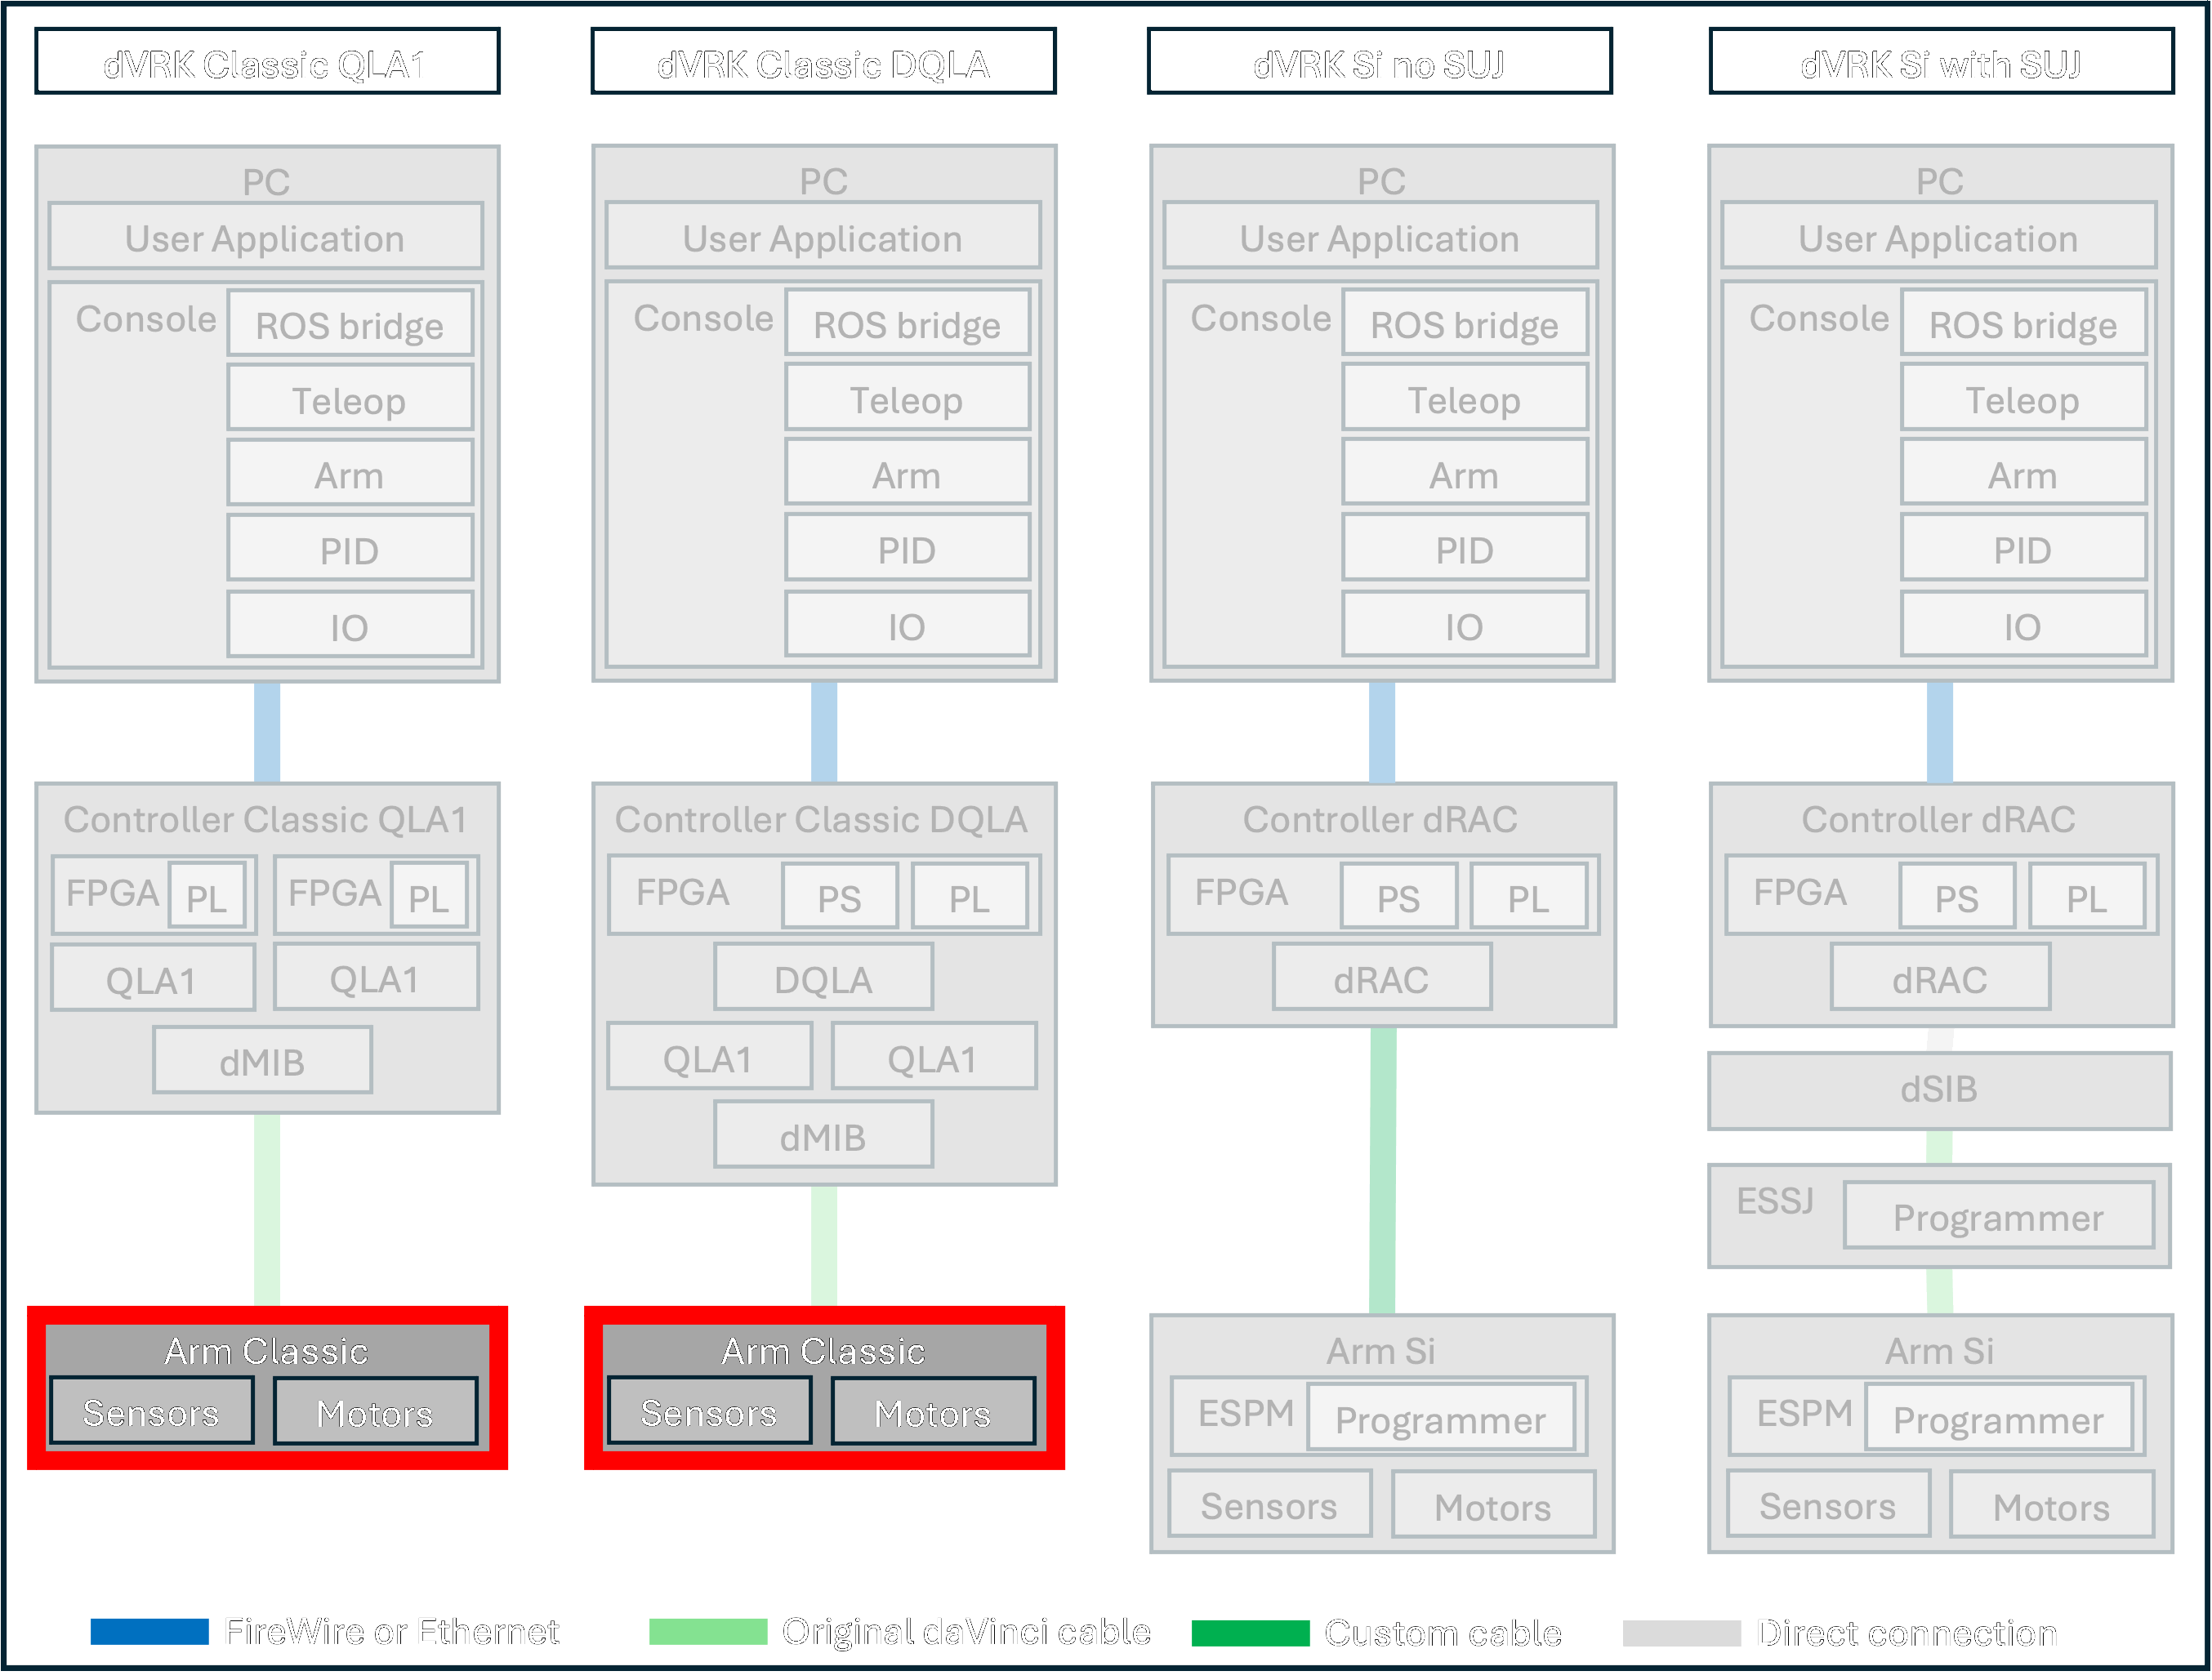 dVRK Classic QLA1
PC
User Application
Console
ROS bridge
Teleop
Arm
PID
IO
Controller Classic QLA1
FPGA
PL
FPGA
PL
QLA1
QLA1
dMIB
Arm Classic
Sensors
Motors
dVRK Classic DQLA
PC
User Application
Console
ROS bridge
Teleop
Arm
PID
IO
Controller Classic DQLA
FPGA
PS
PL
DQLA
QLA1
QLA1
dMIB
Arm Classic
Sensors
Motors
dVRK Si no SUJ
PC
User Application
Console
ROS bridge
Teleop
Arm
PID
IO
Controller dRAC
FPGA
PS
PL
dRAC
Arm Si
ESPM
Programmer
Sensors
Motors
dVRK Si with SUJ
PC
User Application
Console
ROS bridge
Teleop
Arm
PID
IO
Controller dRAC
FPGA
PS
PL
dRAC
dSIB
ESSJ
Programmer
Arm Si
ESPM
Programmer
Sensors
Motors
FireWire or Ethernet
Original daVinci cable
Custom cable
Direct connection